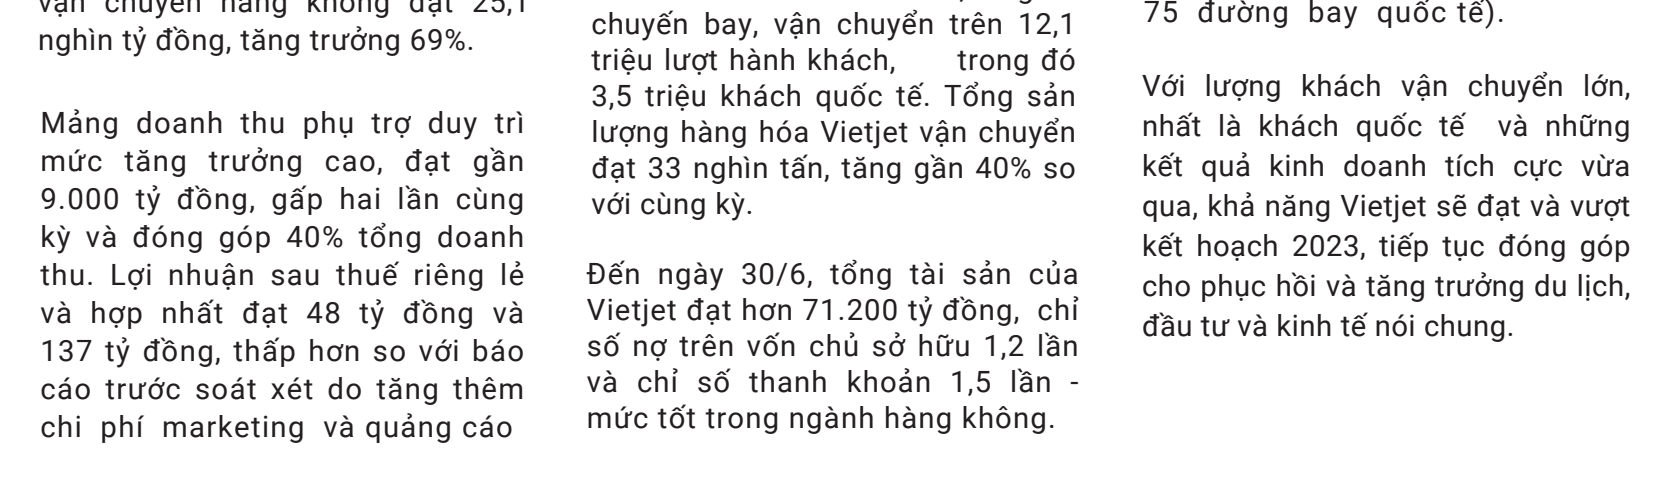 vận chuyển hàng không đạt 25,1
nghìn tỷ đồng, tăng trưởng 69%.
Mảng doanh thu phụ trợ duy trì
mức tăng trưởng cao, đạt gần
9.000 tỷ đồng, gấp hai lần cùng
kỳ và đóng góp 40% tổng doanh
thu. Lợi nhuận sau thuế riêng lẻ
và hợp nhất đạt 48 tỷ đồng và
137 tỷ đồng, thấp hơn so với báo
cáo trước soát xét do tăng thêm
chi phí marketing và quảng cáo
chuyến bay, vận chuyển trên 12,1
triệu lượt hành khách, trong đó
3,5 triệu khách quốc tế. Tổng sản
lượng hàng hóa Vietjet vận chuyển
đạt 33 nghìn tấn, tăng gần 40% so
với cùng kỳ.
Đến ngày 30/6, tổng tài sản của
Vietjet đạt hơn 71.200 tỷ đồng, chỉ
số nợ trên vốn chủ sở hữu 1,2 lần
và chỉ số thanh khoản 1,5 lần -
mức tốt trong ngành hàng không.
75 đường bay quốc tế).
Với lượng khách vận chuyển lớn,
nhất là khách quốc tế và những
kết quả kinh doanh tích cực vừa
qua, khả năng Vietjet sẽ đạt và vượt
kết hoạch 2023, tiếp tục đóng góp
cho phục hồi và tăng trưởng du lịch,
đầu tư và kinh tế nói chung.